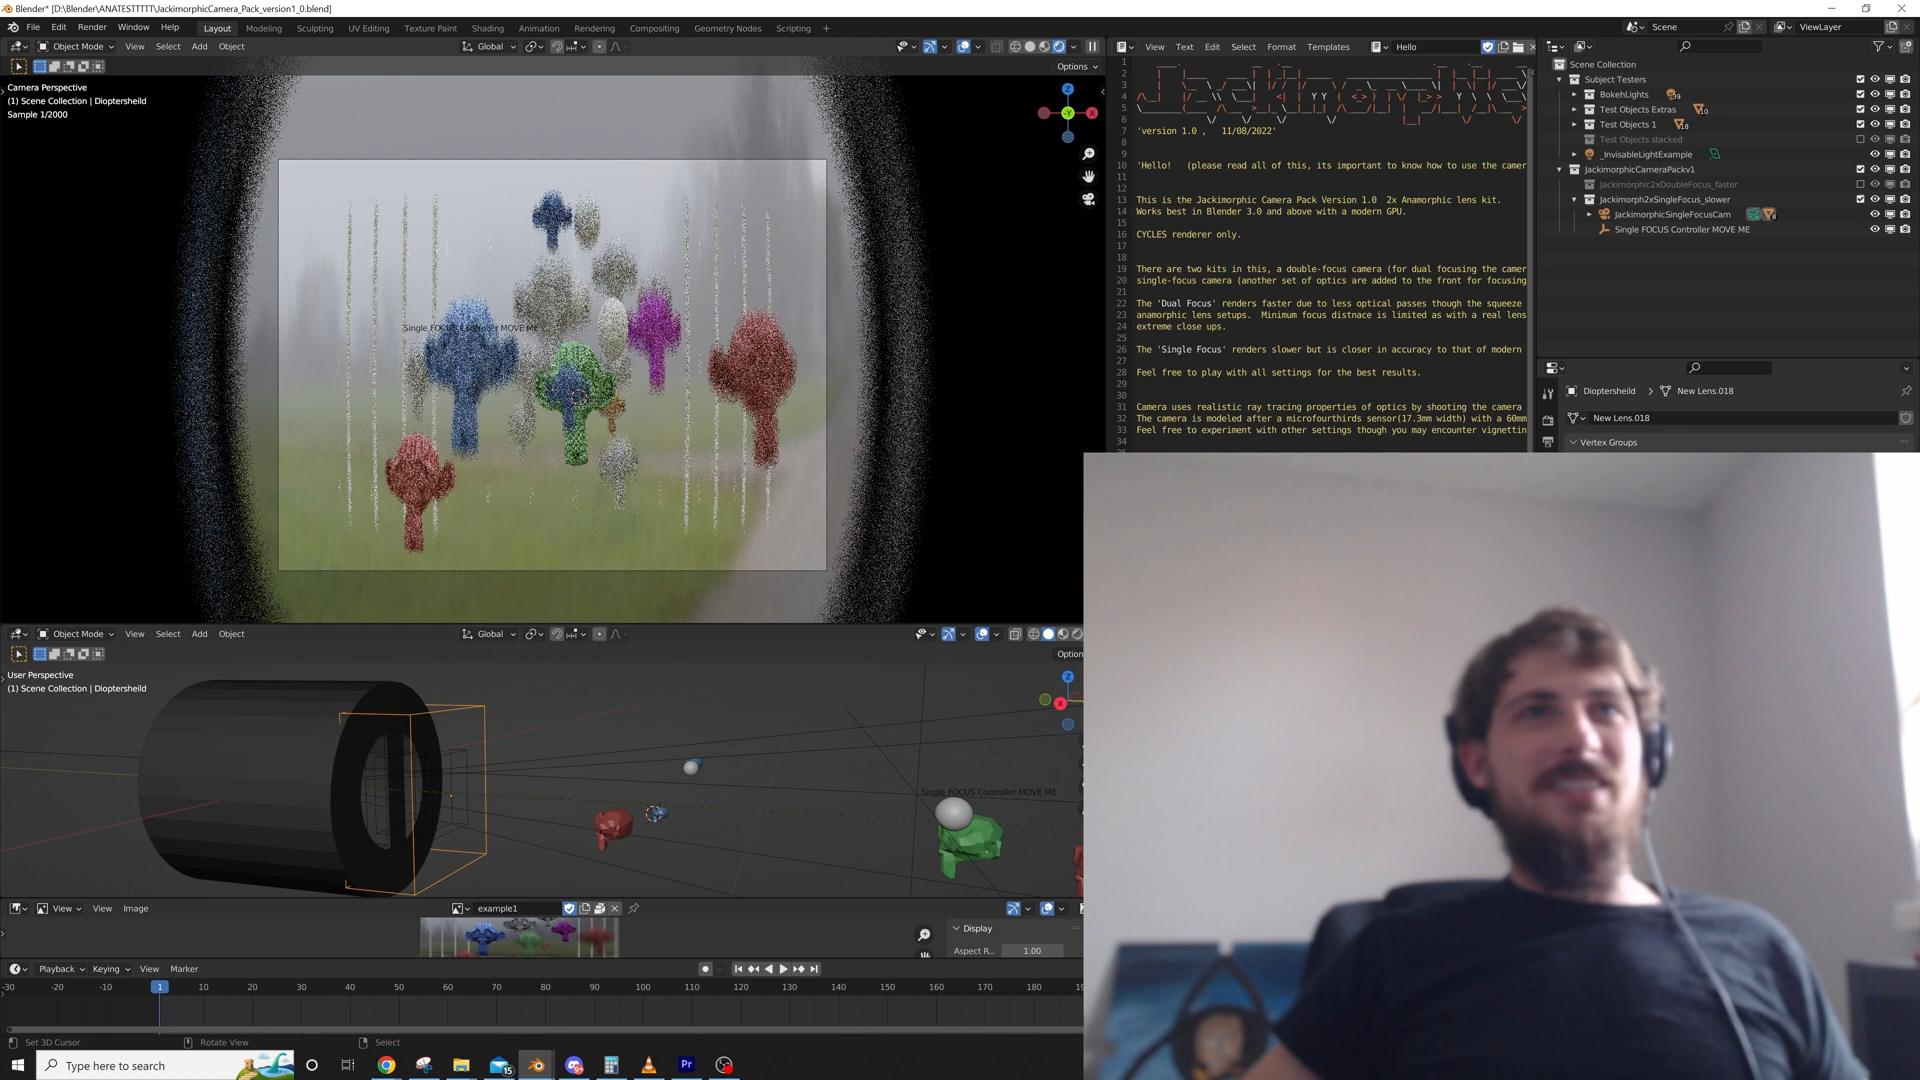 Blender* [D:\Blender\ANATESTTTTT\JackimorphicCamera_Pack_version1_0.blend]
File Edit Render Window Help Layout Modeling Sculpting UV Editing Texture Paint Shading Animation Rendering Compositing Geometry Nodes Scripting + Scene ViewLayer
Object Mode View Select Add Object Global
Options
Camera Perspective
(1) Scene Collection | Dioptersheild
Sample 1/2000
Single FOCUS Controller MOVE ME
View Text Edit Select Format Templates Hello
'version 1.0 , 11/08/2022'
'Hello! (please read all of this, its important to know how to use the camer
This is the Jackimorphic Camera Pack Version 1.0 2x Anamorphic lens kit.
Works best in Blender 3.0 and above with a modern GPU.
CYCLES renderer only.
There are two kits in this, a double-focus camera (for dual focusing the camer
single-focus camera (another set of optics are added to the front for focusing
The 'Dual Focus' renders faster due to less optical passes though the squeeze
anamorphic lens setups. Minimum focus distnace is limited as with a real lens
extreme close ups.
The 'Single Focus' renders slower but is closer in accuracy to that of modern
Feel free to play with all settings for the best results.
Camera uses realistic ray tracing properties of optics by shooting the camera
The camera is modeled after a microfourthirds sensor(17.3mm width) with a 60mm
Feel free to experiment with other settings though you may encounter vignettin
Scene Collection
Subject Testers
BokehLights 39
Test Objects Extras 10
Test Objects 1 18
Test Objects stacked
_InvisableLightExample
JackimorphicCameraPackv1
Jackimorphic2xDoubleFocus_faster
Jackimorph2xSingleFocus_slower
JackimorphicSingleFocusCam 8
Single FOCUS Controller MOVE ME
Dioptersheild > New Lens.018
New Lens.018
Vertex Groups
Object Mode View Select Add Object Global
Option
User Perspective
(1) Scene Collection | Dioptersheild
Single FOCUS Controller MOVE ME
View View Image example1
Display
Aspect R... 1.00
Playback Keying View Marker
-30 -20 -10 1 10 20 30 40 50 60 70 80 90 100 110 120 130 140 150 160 170 180
Set 3D Cursor Rotate View Select
Type here to search 15 Pr